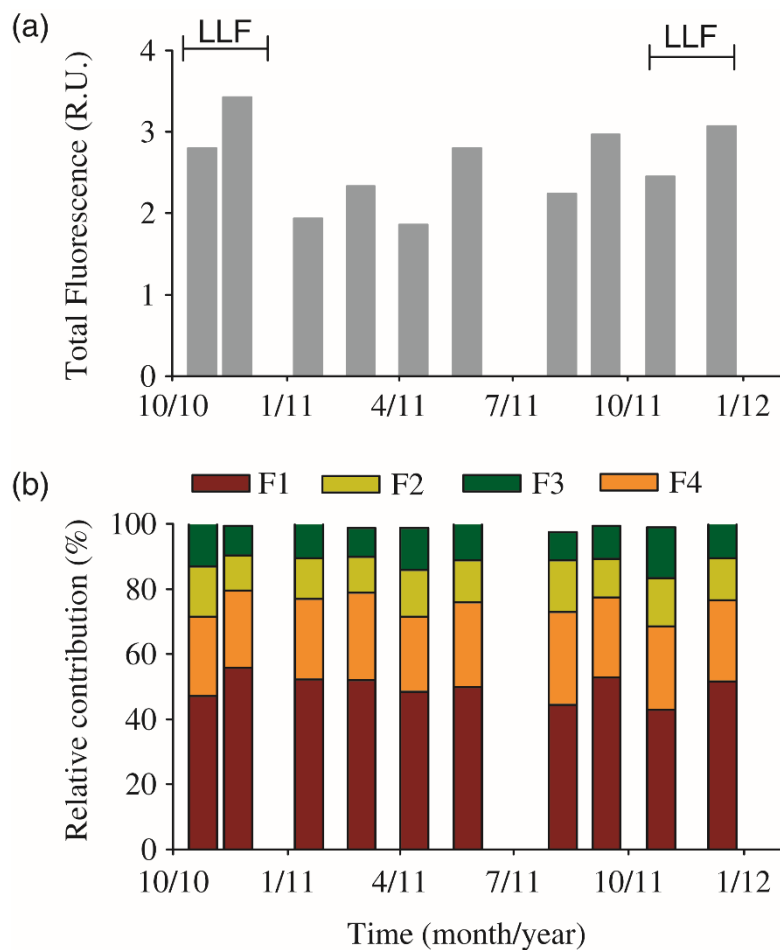 (a)
LLF
LLF
Total Fluorescence (R.U.)
4
3
2
1
0
10/10 1/11 4/11 7/11 10/11 1/12
(b)
F1 F2 F3 F4
Relative contribution (%)
100
80
60
40
20
0
10/10 1/11 4/11 7/11 10/11 1/12
Time (month/year)